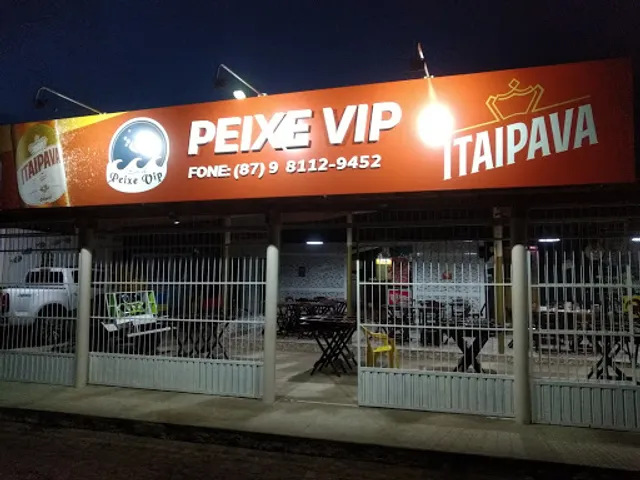 ITAIPAVA
Peixe Vip
PEIXE VIP
FONE: (87) 9 8112-9452
ITAIPAVA